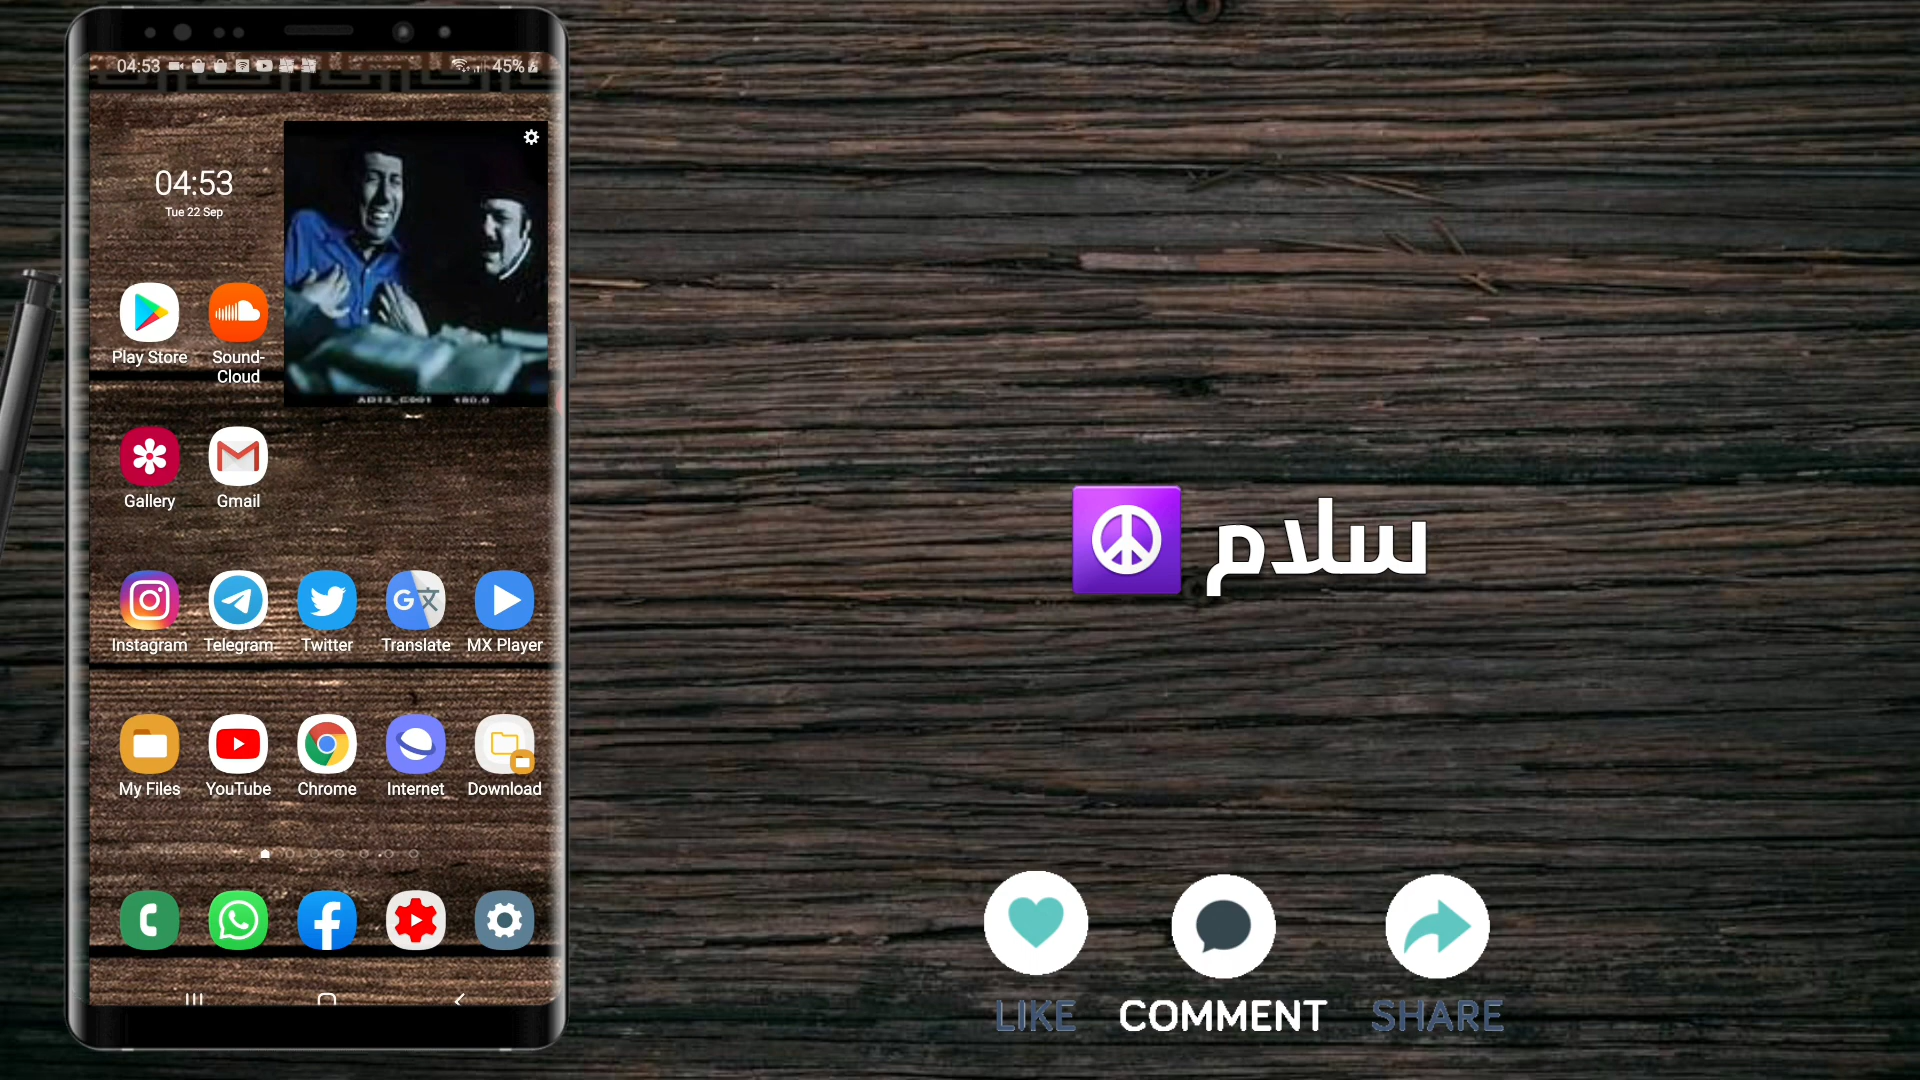 04:53
45%
04:53
Tue 22 Sep
Play Store
Sound-
Cloud
Gallery
Gmail
Instagram
Telegram
Twitter
Translate
MX Player
My Files
YouTube
Chrome
Internet
Download
سلام
LIKE
COMMENT
SHARE